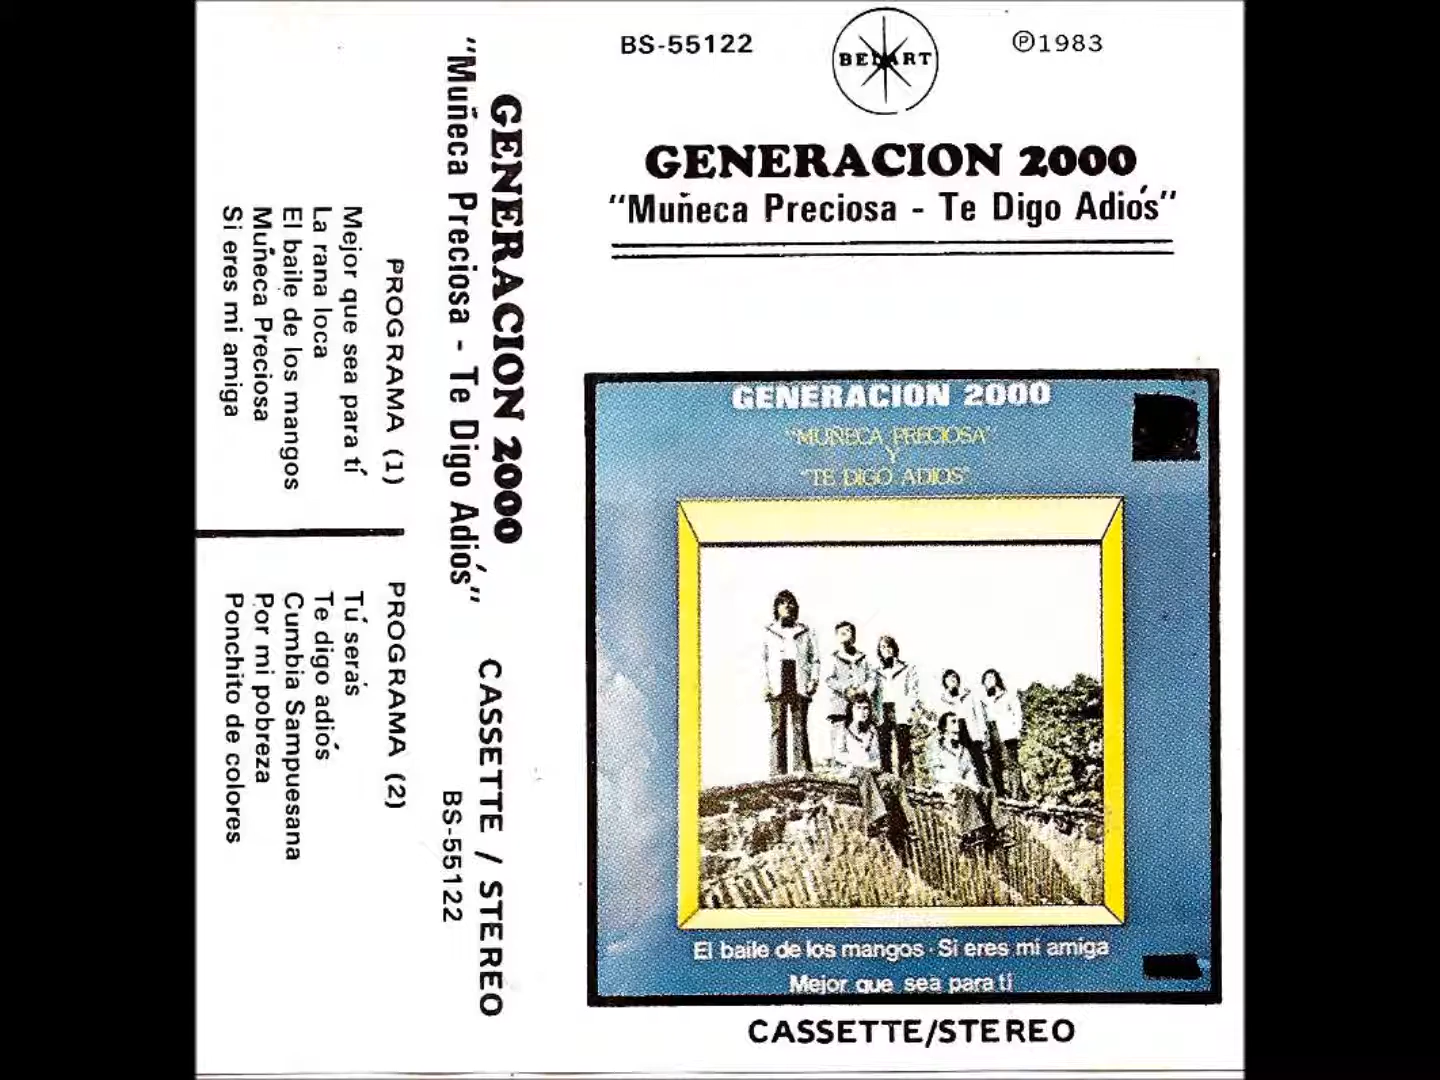 BS-55122
BELART
℗1983
GENERACION 2000
"Muñeca Preciosa - Te Digo Adiós"
GENERACION 2000
"MUÑECA PRECIOSA"
Y
"TE DIGO ADIOS"
El baile de los mangos · Si eres mi amiga
Mejor que sea para ti
CASSETTE/STEREO
GENERACION 2000 CASSETTE / STEREO
"Muñeca Preciosa - Te Digo Adiós" BS-55122
PROGRAMA (1)
Mejor que sea para tí
La rana loca
El baile de los mangos
Muñeca Preciosa
Si eres mi amiga
PROGRAMA (2)
Tú serás
Te digo adiós
Cumbia Sampuesana
Por mi pobreza
Ponchito de colores